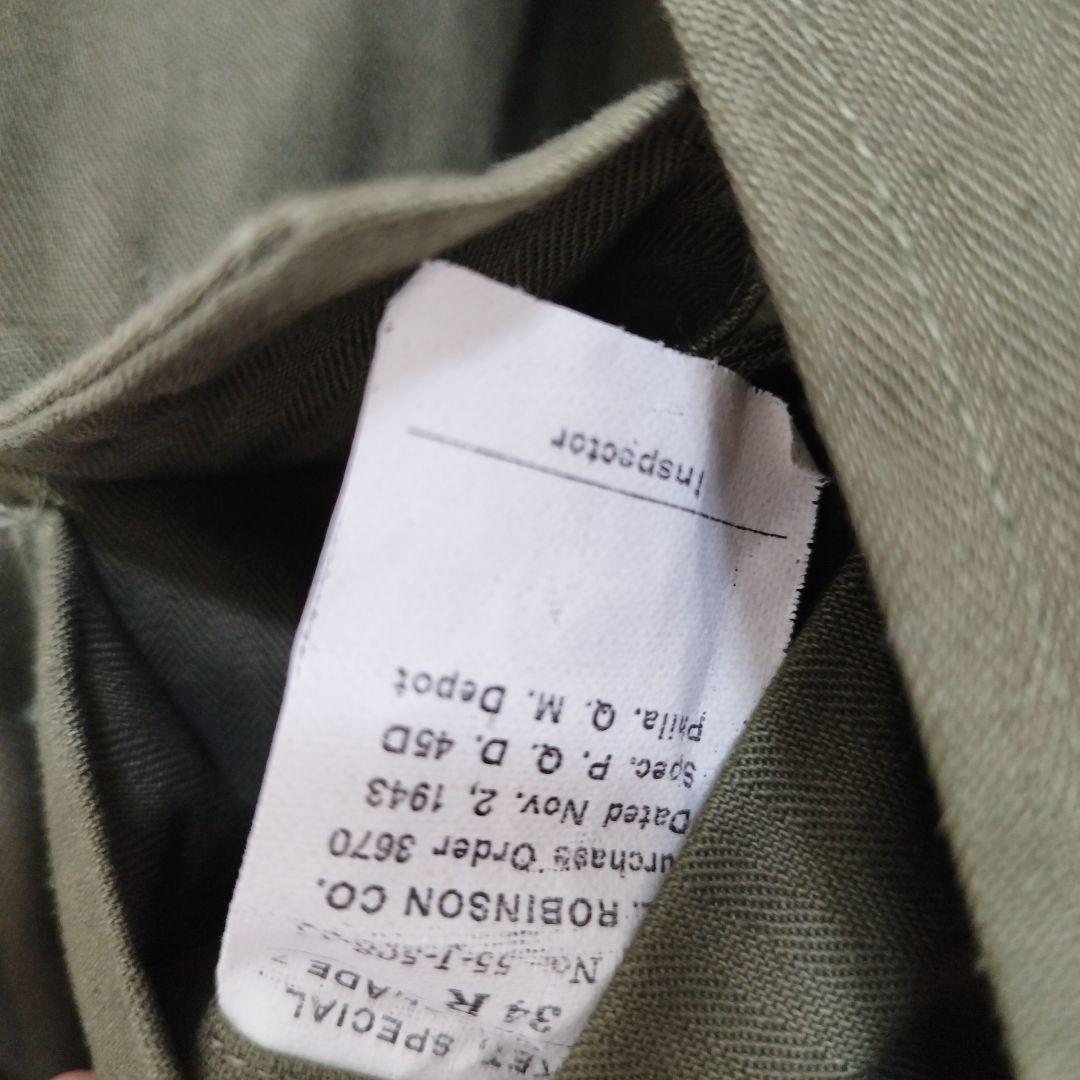 SPECIAL
34 R
No. 55-J-
ROBINSON CO.
Order 3670
Dated Nov. 2, 1943
Spec. P. Q. D. 45D
Phila. Q. M. Depot
Inspector